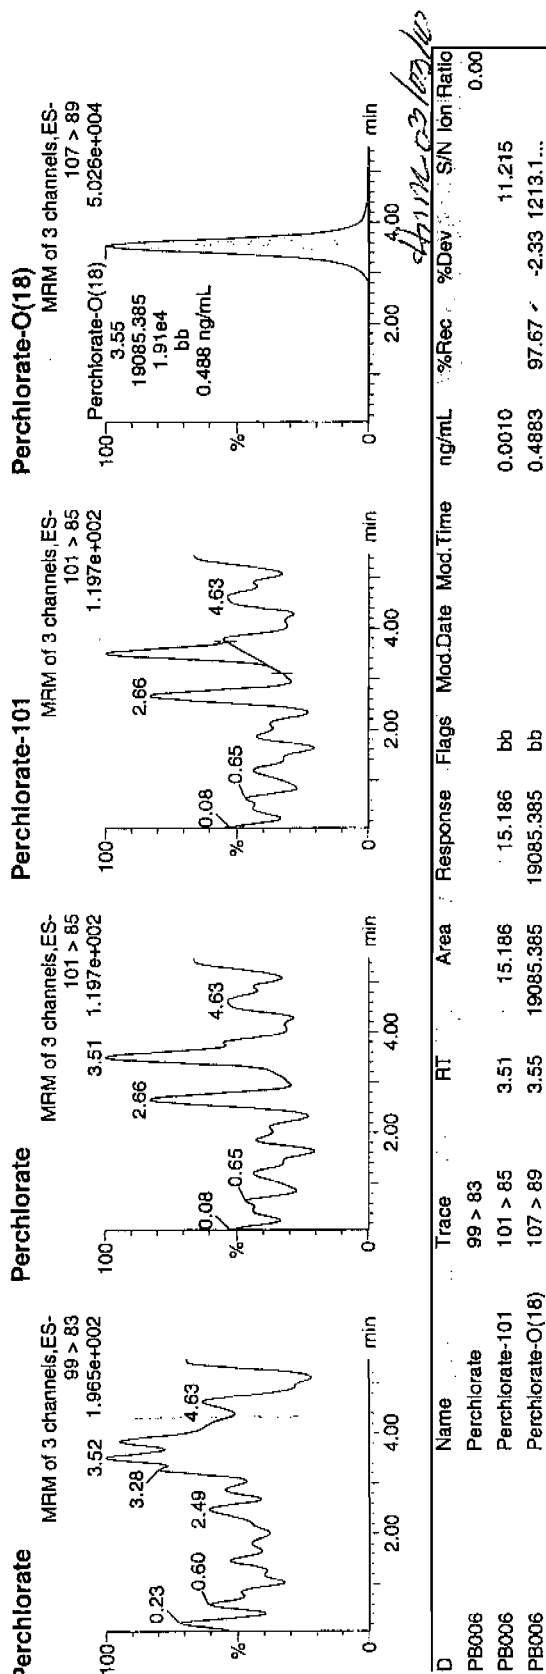 Perchlorate
MRM of 3 channels,ES-
99 > 83
1.965e+002
100
%
0
0.23
0.60
2.49
3.28
3.52
4.63
2.00
4.00
min
Perchlorate
MRM of 3 channels,ES-
101 > 85
1.197e+002
100
%
0
0.08
0.65
2.66
3.51
4.63
2.00
4.00
min
Perchlorate-101
MRM of 3 channels,ES-
101 > 85
1.197e+002
100
%
0
0.08
0.65
2.66
4.63
2.00
4.00
min
Perchlorate-O(18)
MRM of 3 channels,ES-
107 > 89
5.026e+004
100
%
0
Perchlorate-O(18)
3.55
19085.385
1.91e4
bb
0.488 ng/mL
2.00
4.00
min
03/03/10
D Name Trace RT Area Response Flags Mod.Date Mod.Time ng/mL %Rec %Dev S/N Ion Ratio
PB006 Perchlorate 99 > 83 0.00
PB006 Perchlorate-101 101 > 85 3.51 15.186 15.186 bb 0.0010 11.215
PB006 Perchlorate-O(18) 107 > 89 3.55 19085.385 19085.385 bb 0.4883 97.67 -2.33 1213.1...